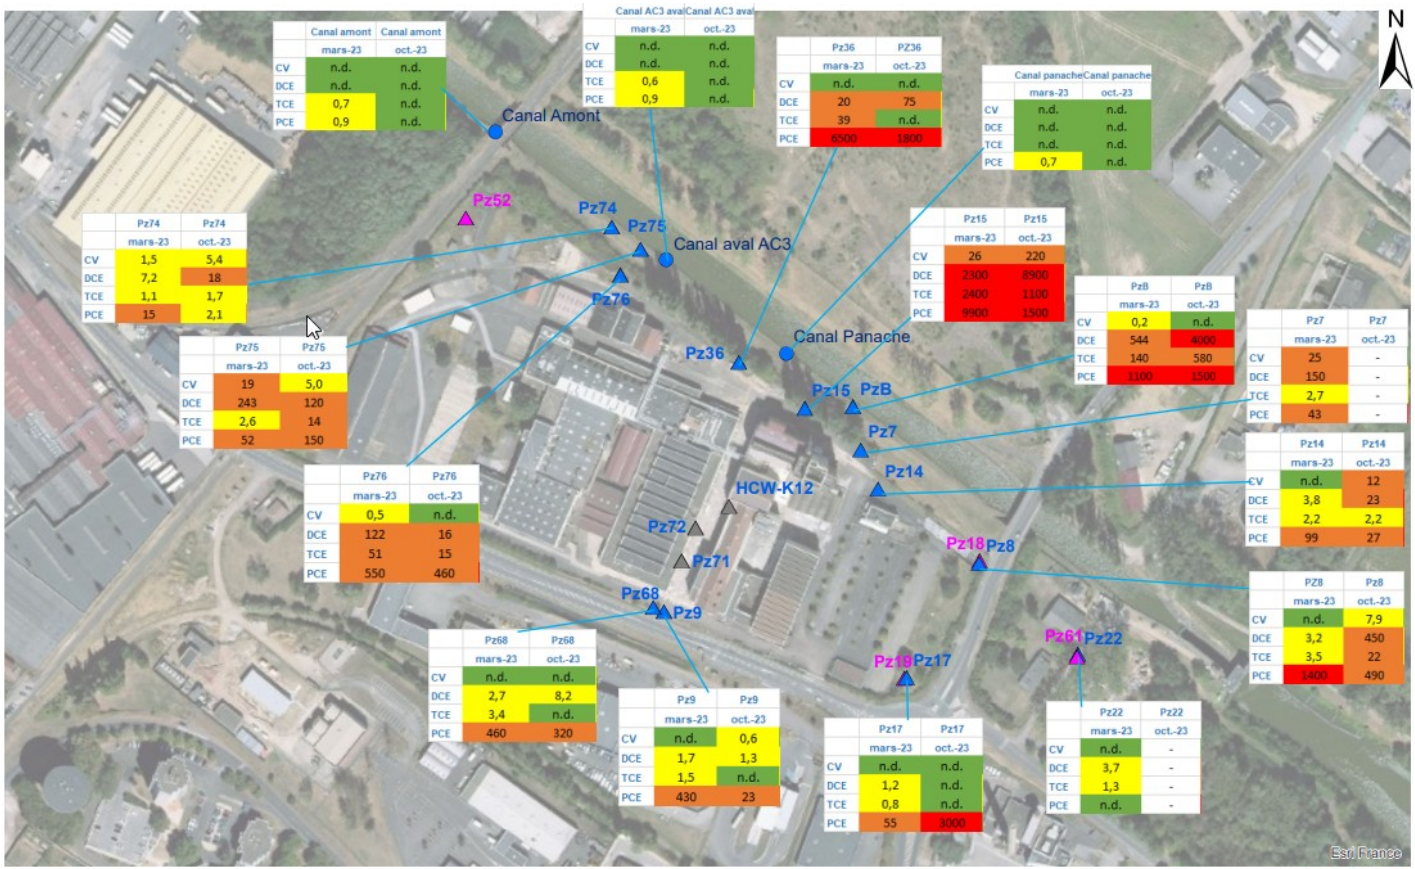 Canal amont Canal amont
mars-23 oct.-23
CV n.d. n.d.
DCE n.d. n.d.
TCE 0,7 n.d.
PCE 0,9 n.d.
Canal AC3 aval Canal AC3 aval
mars-23 oct.-23
CV n.d. n.d.
DCE n.d. n.d.
TCE 0,6 n.d.
PCE 0,9 n.d.
Pz36 PZ36
mars-23 oct.-23
CV n.d. n.d.
DCE 20 75
TCE 39 n.d.
PCE 6500 1800
Canal panache Canal panache
mars-23 oct.-23
CV n.d. n.d.
DCE n.d. n.d.
TCE n.d. n.d.
PCE 0,7 n.d.
N
Canal Amont
Pz52
Pz74
Pz75
Canal aval AC3
Pz76
Pz74 Pz74
mars-23 oct.-23
CV 1,5 5,4
DCE 7,2 18
TCE 1,1 1,7
PCE 15 2,1
Pz15 Pz15
mars-23 oct.-23
CV 26 220
DCE 2300 8900
TCE 2400 1100
PCE 9900 1500
PzB PzB
mars-23 oct.-23
CV 0,2 n.d.
DCE 544 4000
TCE 140 580
PCE 1100 1500
Pz7 Pz7
mars-23 oct.-23
CV 25 -
DCE 150 -
TCE 2,7 -
PCE 43 -
Pz75 Pz75
mars-23 oct.-23
CV 19 5,0
DCE 243 120
TCE 2,6 14
PCE 52 150
Canal Panache
Pz36
Pz15 PzB
Pz7
Pz14
HCW-K12
Pz72
Pz71
Pz14 Pz14
mars-23 oct.-23
CV n.d. 12
DCE 3,8 23
TCE 2,2 2,2
PCE 99 27
Pz76 Pz76
mars-23 oct.-23
CV 0,5 n.d.
DCE 122 16
TCE 51 15
PCE 550 460
Pz18 Pz8
Pz68
Pz9
Pz61 Pz22
Pz19 Pz17
PZ8 Pz8
mars-23 oct.-23
CV n.d. 7,9
DCE 3,2 450
TCE 3,5 22
PCE 1400 490
Pz68 Pz68
mars-23 oct.-23
CV n.d. n.d.
DCE 2,7 8,2
TCE 3,4 n.d.
PCE 460 320
Pz9 Pz9
mars-23 oct.-23
CV n.d. 0,6
DCE 1,7 1,3
TCE 1,5 n.d.
PCE 430 23
Pz17 Pz17
mars-23 oct.-23
CV n.d. n.d.
DCE 1,2 n.d.
TCE 0,8 n.d.
PCE 55 3000
Pz22 Pz22
mars-23 oct.-23
CV n.d. -
DCE 3,7 -
TCE 1,3 -
PCE n.d. -
Esri France